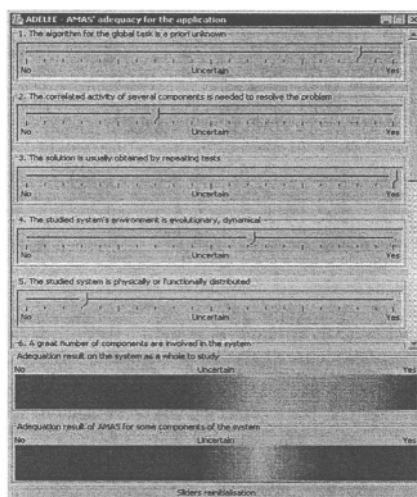 ADELFE - AMAS' adequacy for the application
1. The algorithm for the global task is a priori unknown
No Uncertain Yes
2. The correlated activity of several components is needed to resolve the problem
No Uncertain Yes
3. The solution is usually obtained by repeating tests
No Uncertain Yes
4. The studied system's environment is evolutionary, dynamical
No Uncertain Yes
5. The studied system is physically or functionally distributed
No Uncertain Yes
6. A great number of components are involved in the system
Adequation result on the system as a whole to study
No Uncertain Yes
Adequation result of AMAS for some components of the system
No Uncertain Yes
Sliders reinitialisation